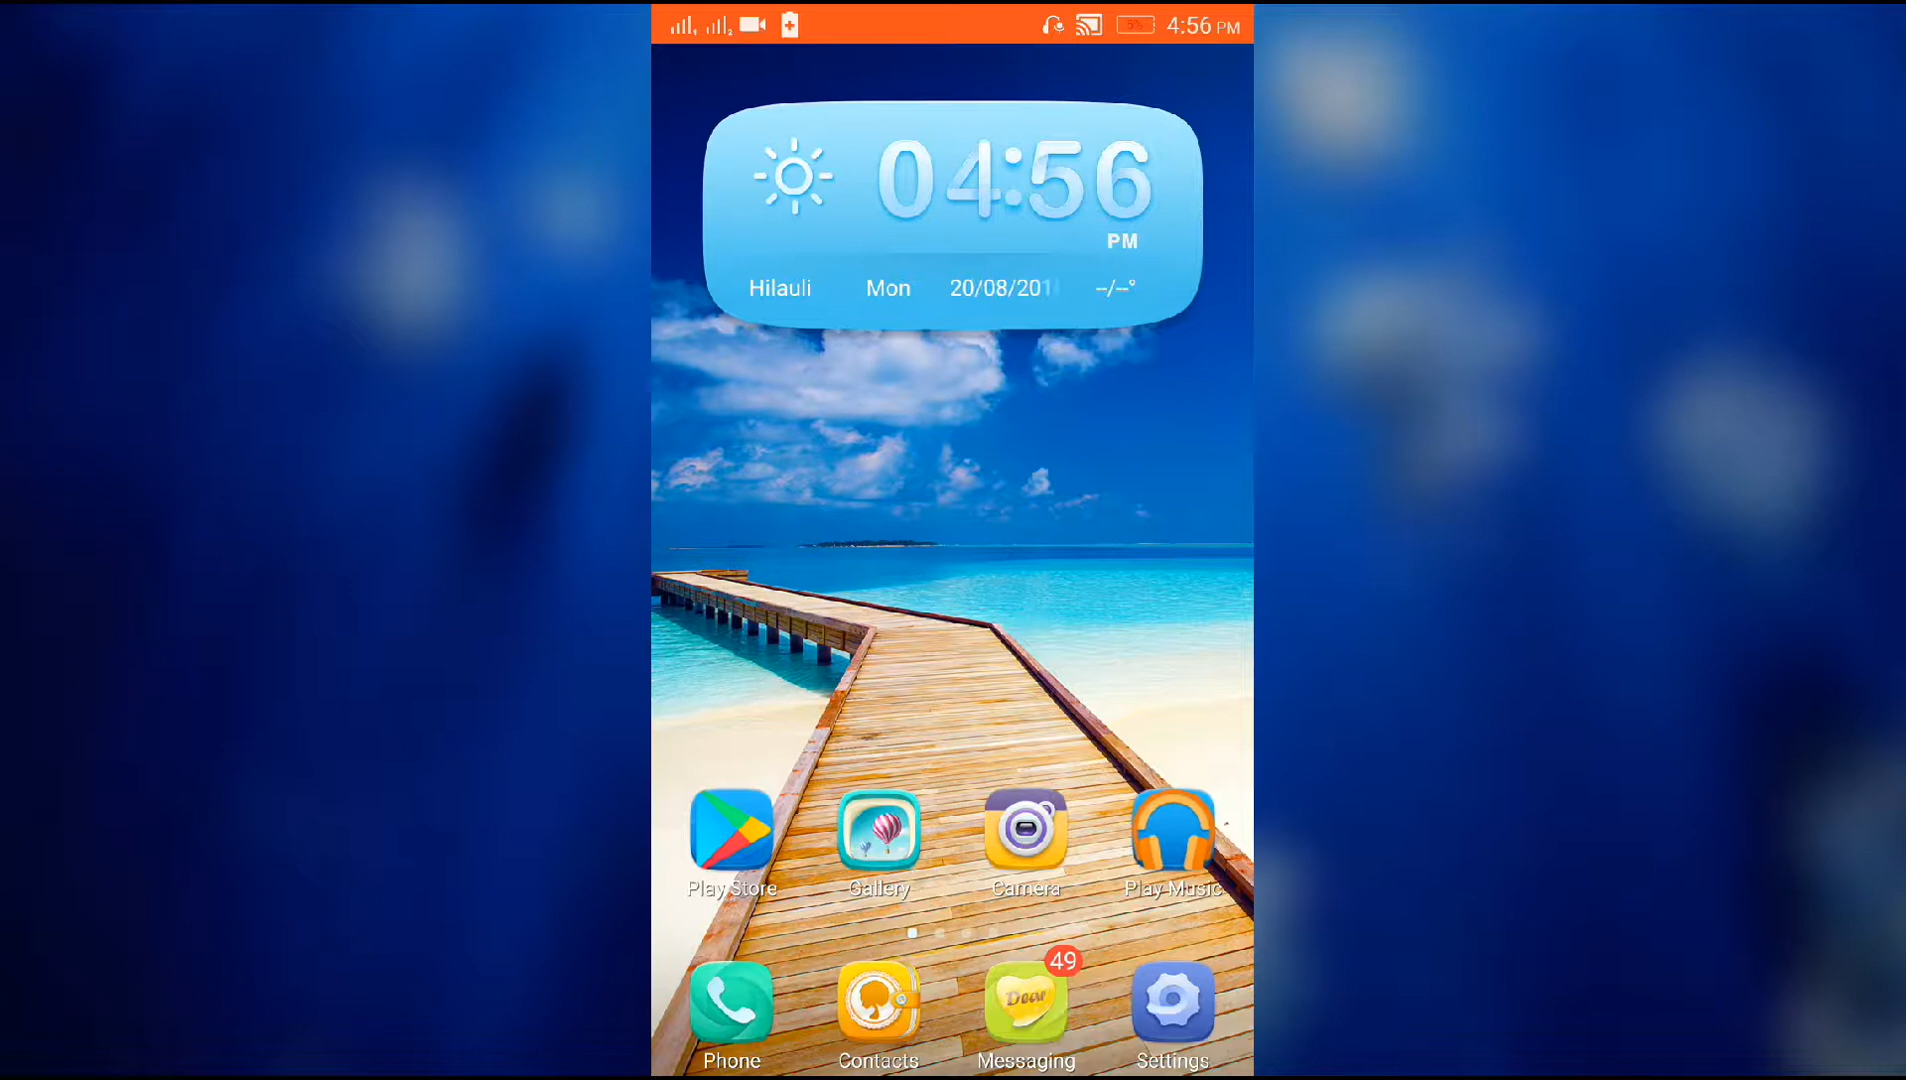 4:56 PM
04:56
PM
Hilauli Mon 20/08/201 --/--°
Play Store Gallery Camera Play Music
49
Dear
Phone Contacts Messaging Settings